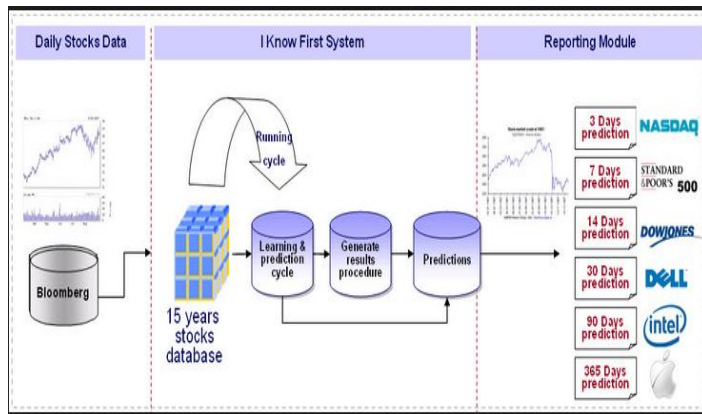 Daily Stocks Data
I Know First System
Reporting Module
Bloomberg
Running
cycle
15 years
stocks
database
Learning &
prediction
cycle
Generate
results
procedure
Predictions
3 Days
prediction
NASDAQ
7 Days
prediction
STANDARD
&POOR'S
500
14 Days
prediction
DOWJONES
30 Days
prediction
DELL
90 Days
prediction
intel
365 Days
prediction